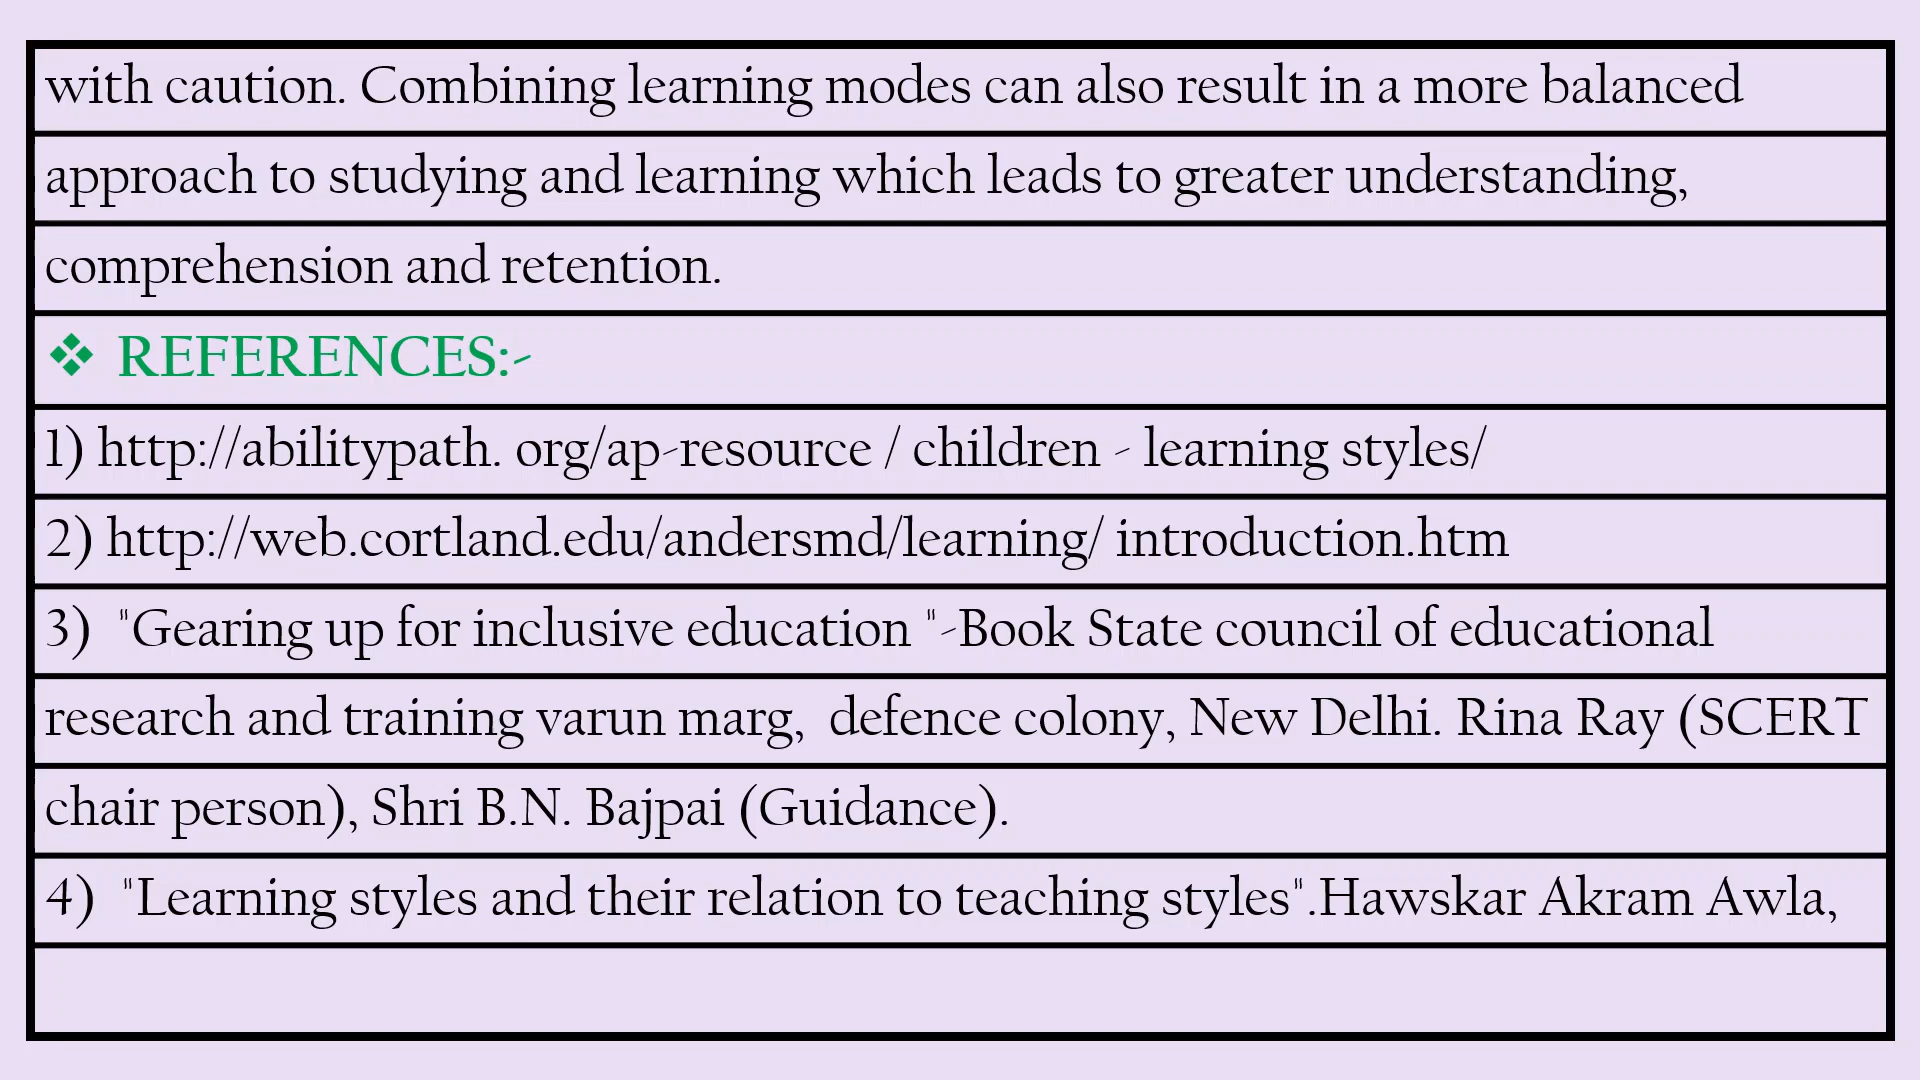 with caution. Combining learning modes can also result in a more balanced
approach to studying and learning which leads to greater understanding,
comprehension and retention.
❖ REFERENCES:-
1) http://abilitypath. org/ap-resource / children - learning styles/
2) http://web.cortland.edu/andersmd/learning/ introduction.htm
3)  "Gearing up for inclusive education "-Book State council of educational
research and training varun marg,  defence colony, New Delhi. Rina Ray (SCERT
chair person), Shri B.N. Bajpai (Guidance).
4)  "Learning styles and their relation to teaching styles".Hawskar Akram Awla,